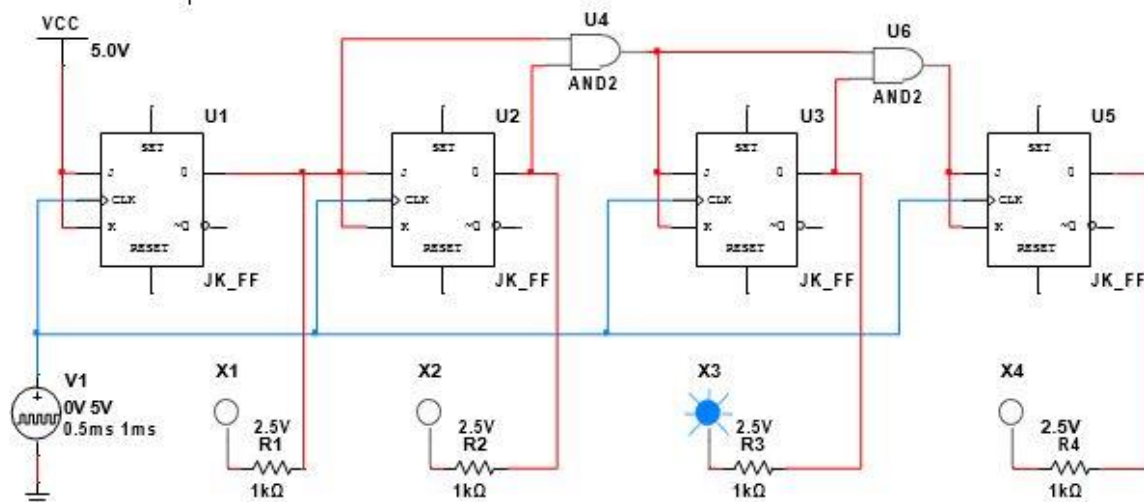 VCC
5.0V
U4
AND2
U6
AND2
U1
SET
J
Q
CLK
K
~Q
RESET
JK_FF
U2
SET
J
Q
CLK
K
~Q
RESET
JK_FF
U3
SET
J
Q
CLK
K
~Q
RESET
JK_FF
U5
SET
J
Q
CLK
K
~Q
RESET
JK_FF
V1
0V 5V
0.5ms 1ms
X1
2.5V
R1
1kΩ
X2
2.5V
R2
1kΩ
X3
2.5V
R3
1kΩ
X4
2.5V
R4
1kΩ